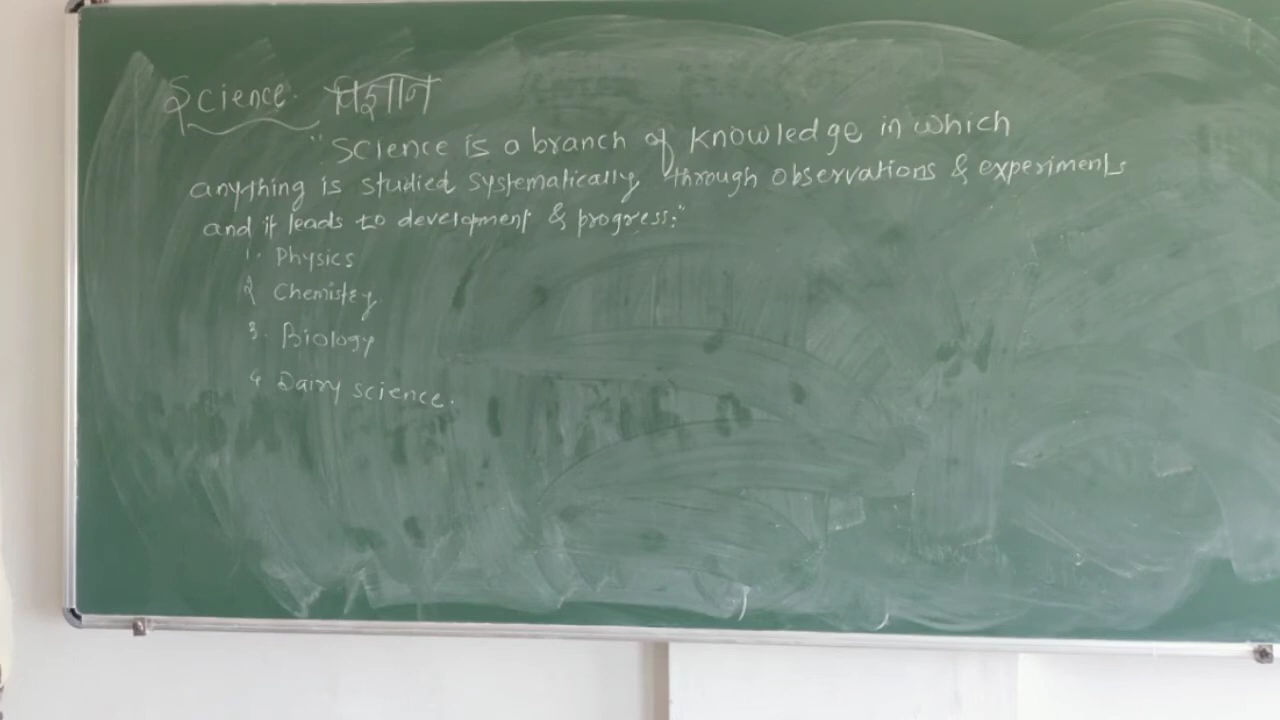 Science. विज्ञान
"Science is a branch of knowledge in which
anything is studied systematically through observations & experiments
and it leads to development & progress."
1. Physics
2 Chemistry.
3. Biology
4 Dairy science.